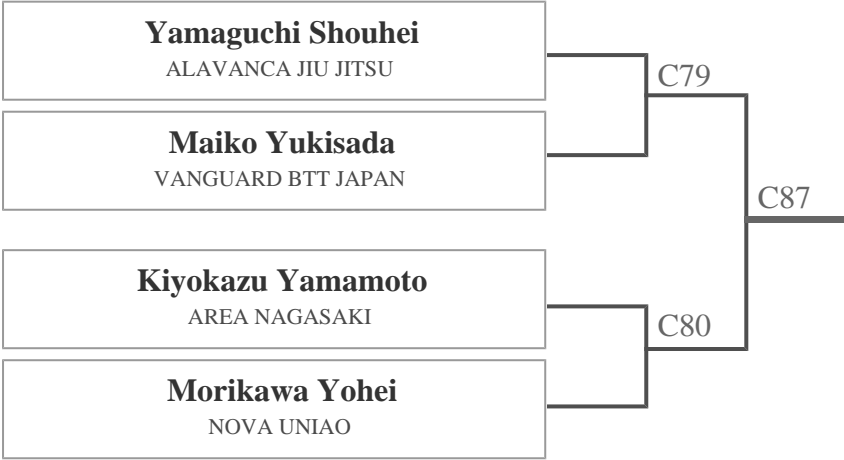 Yamaguchi Shouhei
ALAVANCA JIU JITSU
C79
Maiko Yukisada
VANGUARD BTT JAPAN
C87
Kiyokazu Yamamoto
AREA NAGASAKI
C80
Morikawa Yohei
NOVA UNIAO